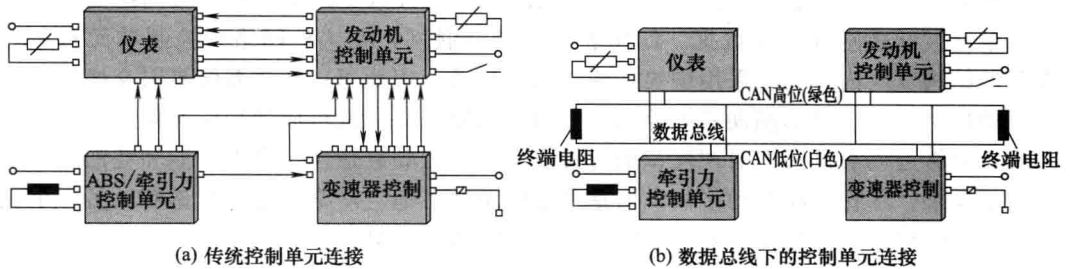 仪表
发动机
控制单元
ABS/牵引力
控制单元
变速器控制
(a) 传统控制单元连接
仪表
发动机
控制单元
CAN高位(绿色)
数据总线
终端电阻
终端电阻
CAN低位(白色)
牵引力
控制单元
变速器控制
(b) 数据总线下的控制单元连接